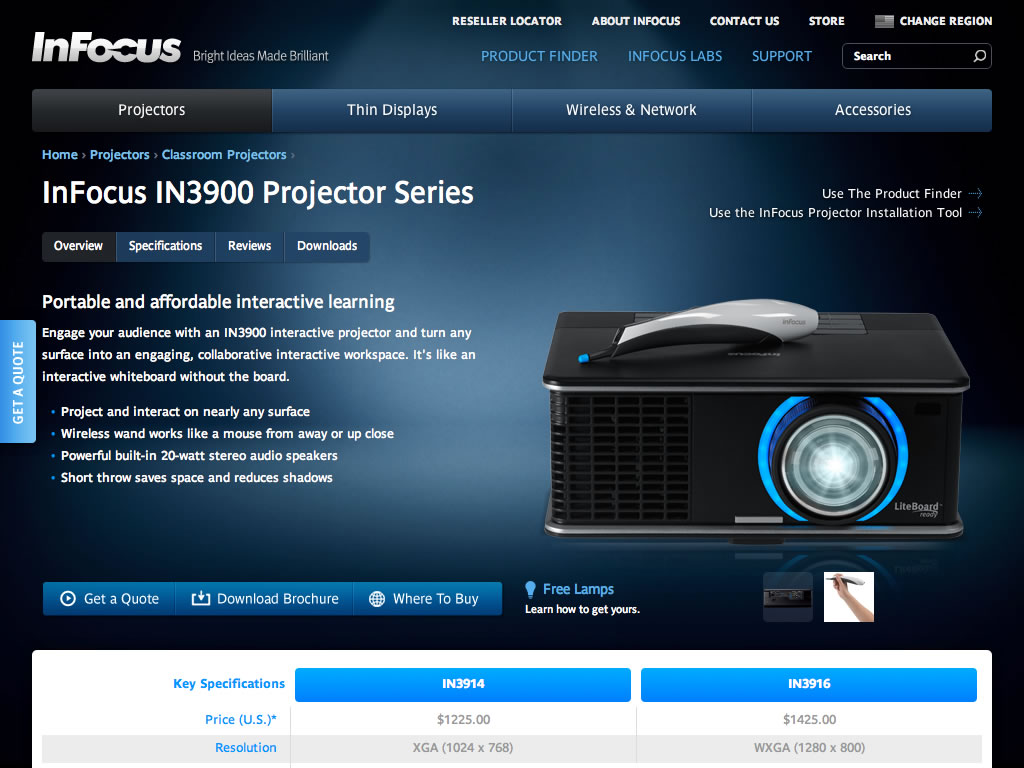 RESELLER LOCATOR ABOUT INFOCUS CONTACT US STORE CHANGE REGION
InFocus Bright Ideas Made Brilliant
PRODUCT FINDER INFOCUS LABS SUPPORT Search
Projectors Thin Displays Wireless & Network Accessories
Home › Projectors › Classroom Projectors ›
InFocus IN3900 Projector Series
Use The Product Finder
Use the InFocus Projector Installation Tool
Overview Specifications Reviews Downloads
Portable and affordable interactive learning
Engage your audience with an IN3900 interactive projector and turn any
surface into an engaging, collaborative interactive workspace. It's like an
interactive whiteboard without the board.
• Project and interact on nearly any surface
• Wireless wand works like a mouse from away or up close
• Powerful built-in 20-watt stereo audio speakers
• Short throw saves space and reduces shadows
GET A QUOTE
InFocus
InFocus
LiteBoard
ready
Get a Quote Download Brochure Where To Buy
Free Lamps
Learn how to get yours.
Key Specifications IN3914 IN3916
Price (U.S.)* $1225.00 $1425.00
Resolution XGA (1024 x 768) WXGA (1280 x 800)